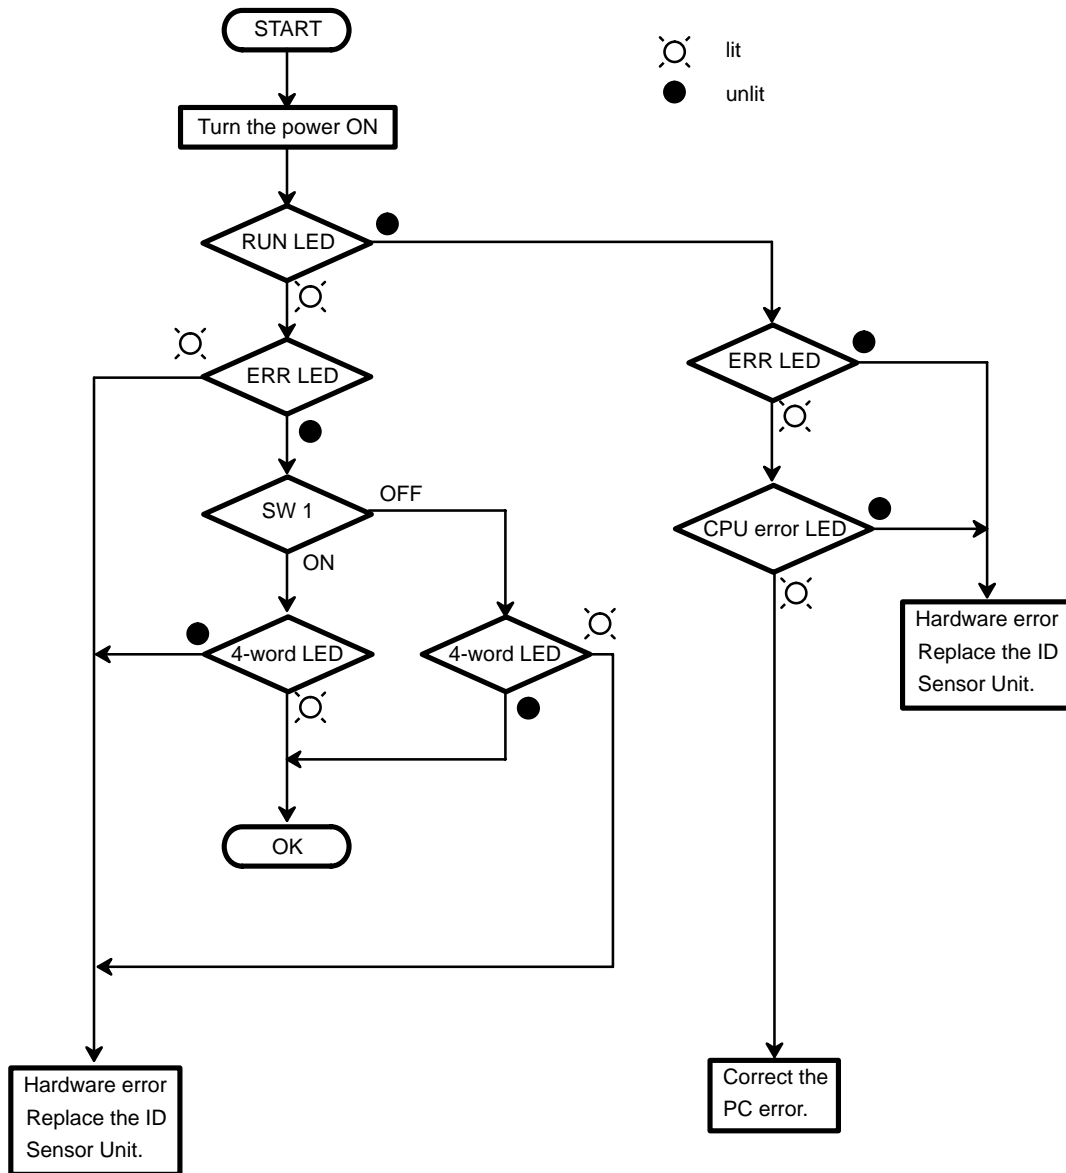 START
lit
unlit
Turn the power ON
RUN LED
ERR LED
ERR LED
OFF
SW 1
CPU error LED
ON
Hardware error
Replace the ID
Sensor Unit.
4-word LED
4-word LED
OK
Hardware error
Replace the ID
Sensor Unit.
Correct the
PC error.